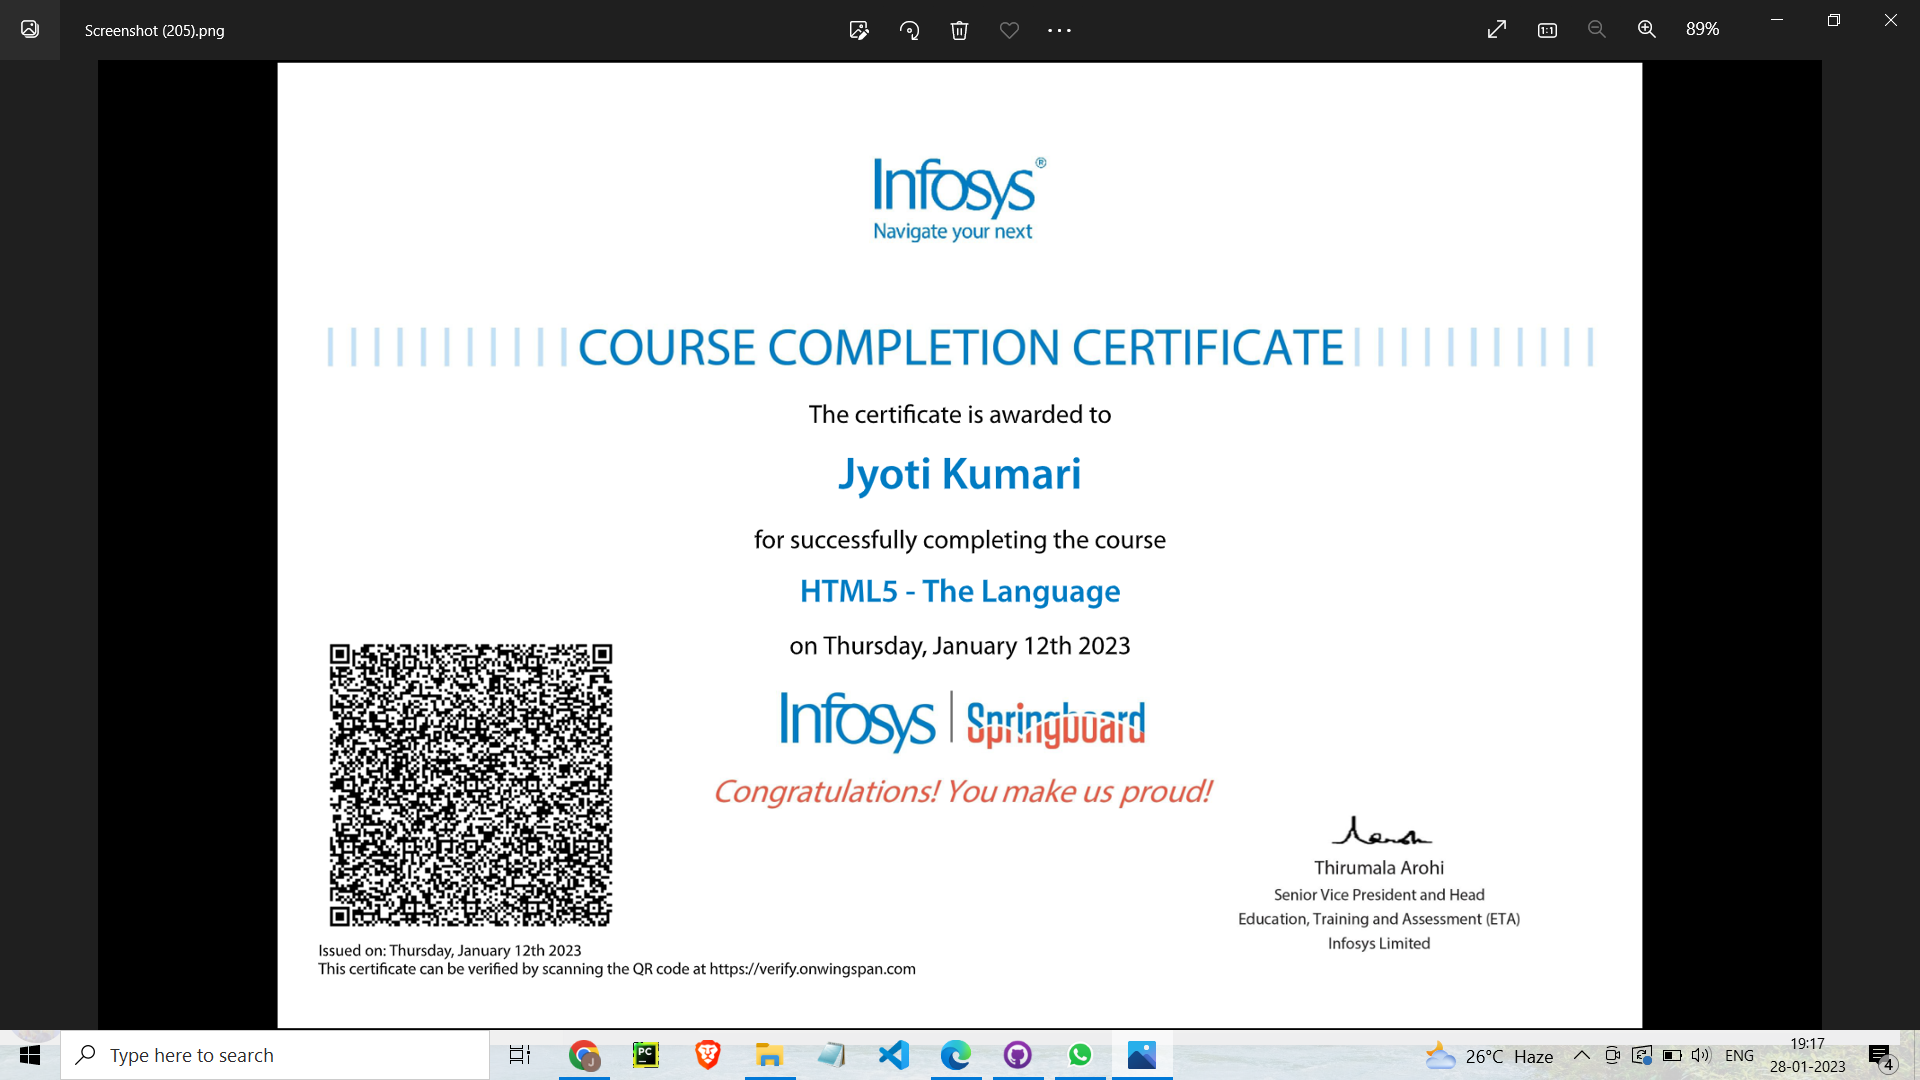 Screenshot (205).png
89%
Infosys®
Navigate your next
COURSE COMPLETION CERTIFICATE
The certificate is awarded to
Jyoti Kumari
for successfully completing the course
HTML5 - The Language
on Thursday, January 12th 2023
Infosys | Springboard
Congratulations! You make us proud!
Thirumala Arohi
Senior Vice President and Head
Education, Training and Assessment (ETA)
Infosys Limited
Issued on: Thursday, January 12th 2023
This certificate can be verified by scanning the QR code at https://verify.onwingspan.com
Type here to search
J
PC
26°C Haze
ENG
19:17
28-01-2023
4